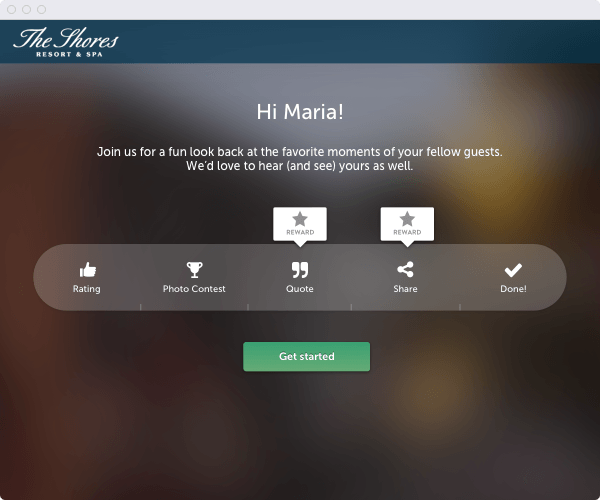 The Shores
RESORT & SPA
Hi Maria!
Join us for a fun look back at the favorite moments of your fellow guests.
We'd love to hear (and see) yours as well.
REWARD
REWARD
Rating
Photo Contest
Quote
Share
Done!
Get started